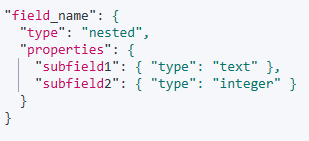 "field_name": {
  "type": "nested",
  "properties": {
    "subfield1": { "type": "text" },
    "subfield2": { "type": "integer" }
  }
}